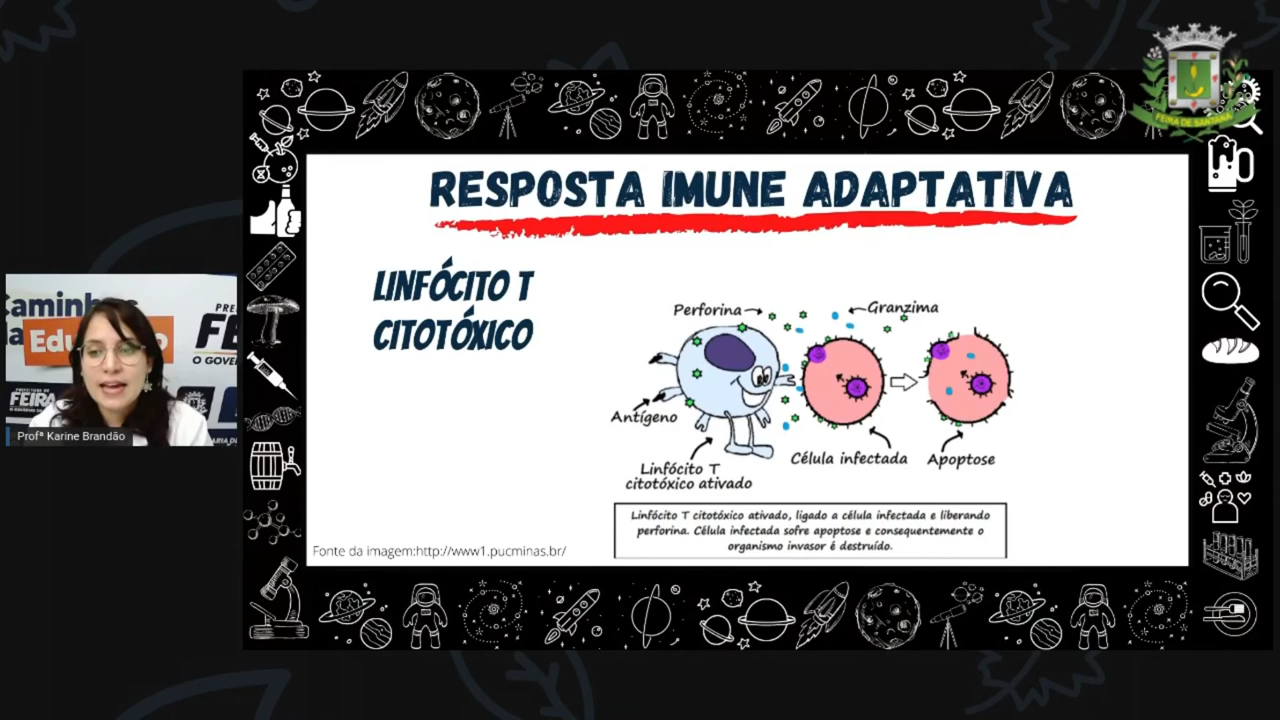 FEIRA DE SANTANA
RESPOSTA IMUNE ADAPTATIVA
LINFÓCITO T
CITOTÓXICO
Perforina
Granzima
Antígeno
Linfócito T
citotóxico ativado
Célula infectada
Apoptose
Linfócito T citotóxico ativado, ligado a célula infectada e liberando
perforina. Célula infectada sofre apoptose e consequentemente o
organismo invasor é destruído.
Fonte da imagem:http://www1.pucminas.br/
Profª Karine Brandão